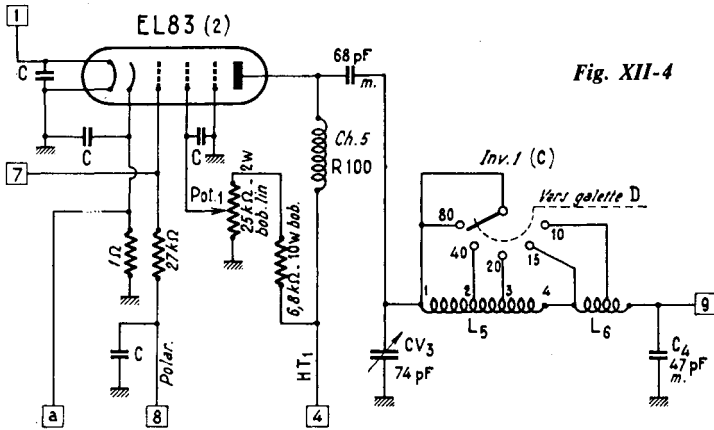 1
EL83 (2)
68 pF
m.
Fig. XII-4
C
C
C
Ch.5
R100
Inv.1 (C)
Vers galette D
7
Pot.1
25 kΩ - 2W
bob. lin
80
40
20
15
10
1Ω
27 kΩ
6,8 kΩ - 10W bob.
1
2
3
4
9
L5
L6
C
Polar.
HT1
CV3
74 pF
C4
47 pF
m.
a
8
4